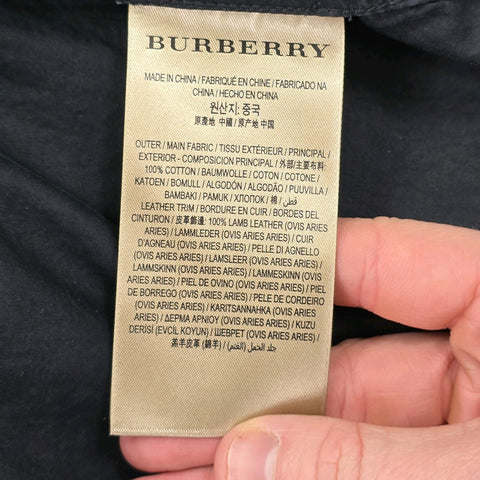 BURBERRY
MADE IN CHINA / FABRIQUÉ EN CHINE / FABRICADO NA
CHINA / HECHO EN CHINA
원산지: 중국
原產地 中國 / 原产地 中国
OUTER / MAIN FABRIC / TISSU EXTÉRIEUR / PRINCIPAL /
EXTERIOR - COMPOSICIÓN PRINCIPAL / 外部/主要布料:
100% COTTON / BAUMWOLLE / COTON / COTONE /
KATOEN / BOMULL / ALGODÓN / ALGODÃO / PUUVILLA /
BAMBAKI / PAMUK / ХЛОПОК / 棉 / قطن /
LEATHER TRIM / BORDURE EN CUIR / BORDES DEL
CINTURON / 皮革飾邊: 100% LAMB LEATHER (OVIS ARIES
ARIES) / LAMMLEDER (OVIS ARIES ARIES) / CUIR
D'AGNEAU (OVIS ARIES ARIES) / PELLE DI AGNELLO
(OVIS ARIES ARIES) / LAMSLEER (OVIS ARIES ARIES) /
LAMMSKINN (OVIS ARIES ARIES) / LAMMESKINN (OVIS
ARIES ARIES) / PIEL DE OVINO (OVIS ARIES ARIES) / PIEL
DE BORREGO (OVIS ARIES ARIES) / PELE DE CORDEIRO
(OVIS ARIES ARIES) / KARITSANNAHKA (OVIS ARIES
ARIES) / ΔΕΡΜΑ ΑΡΝΙΟΥ (OVIS ARIES ARIES) / KUZU
DERİSİ (EVCİL KOYUN) / ШЕВРО (OVIS ARIES ARIES) /
羔羊皮革 (綿羊) / جلد الحمل (الغنم) /